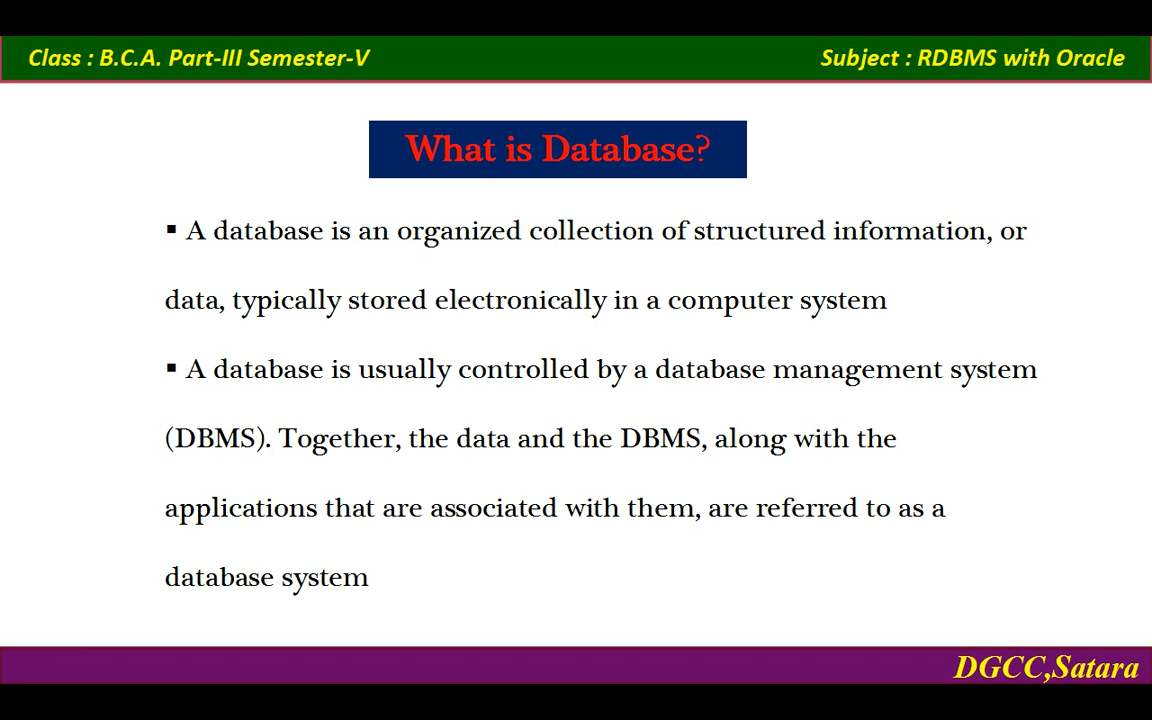 Class : B.C.A. Part-III Semester-V
Subject : RDBMS with Oracle
What is Database?
▪ A database is an organized collection of structured information, or
data, typically stored electronically in a computer system
▪ A database is usually controlled by a database management system
(DBMS). Together, the data and the DBMS, along with the
applications that are associated with them, are referred to as a
database system
DGCC,Satara